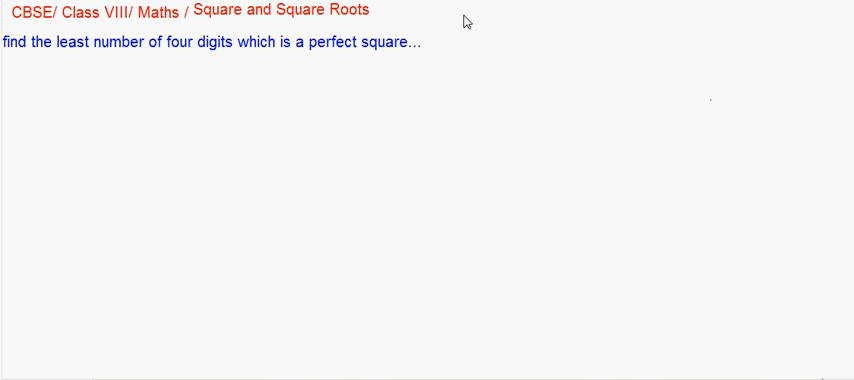 CBSE/ Class VIII/ Maths / Square and Square Roots
find the least number of four digits which is a perfect square...